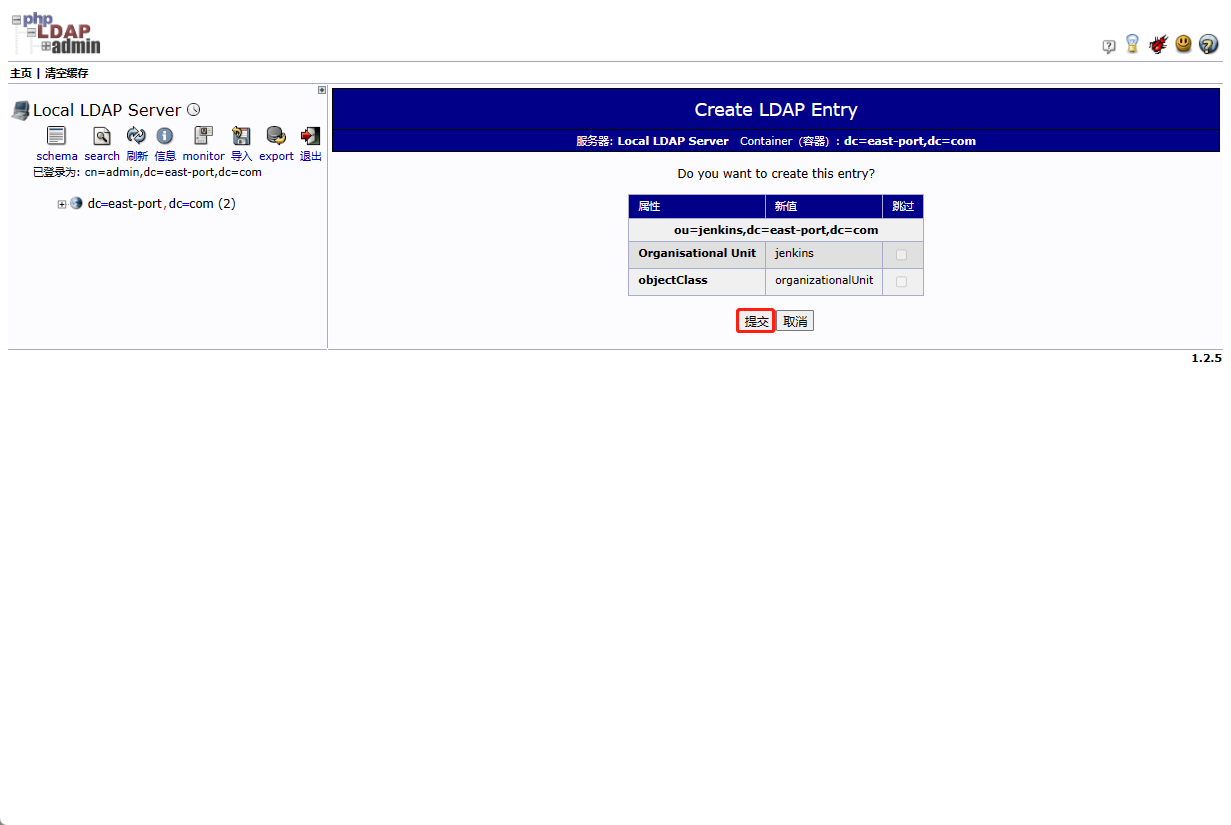 php
LDAP
admin
主页 | 清空缓存
Local LDAP Server
schema search 刷新 信息 monitor 导入 export 退出
已登录为: cn=admin,dc=east-port,dc=com
dc=east-port,dc=com (2)
Create LDAP Entry
服务器: Local LDAP Server Container (容器) : dc=east-port,dc=com
Do you want to create this entry?
属性 新值 跳过
ou=jenkins,dc=east-port,dc=com
Organisational Unit jenkins
objectClass organizationalUnit
提交 取消
1.2.5